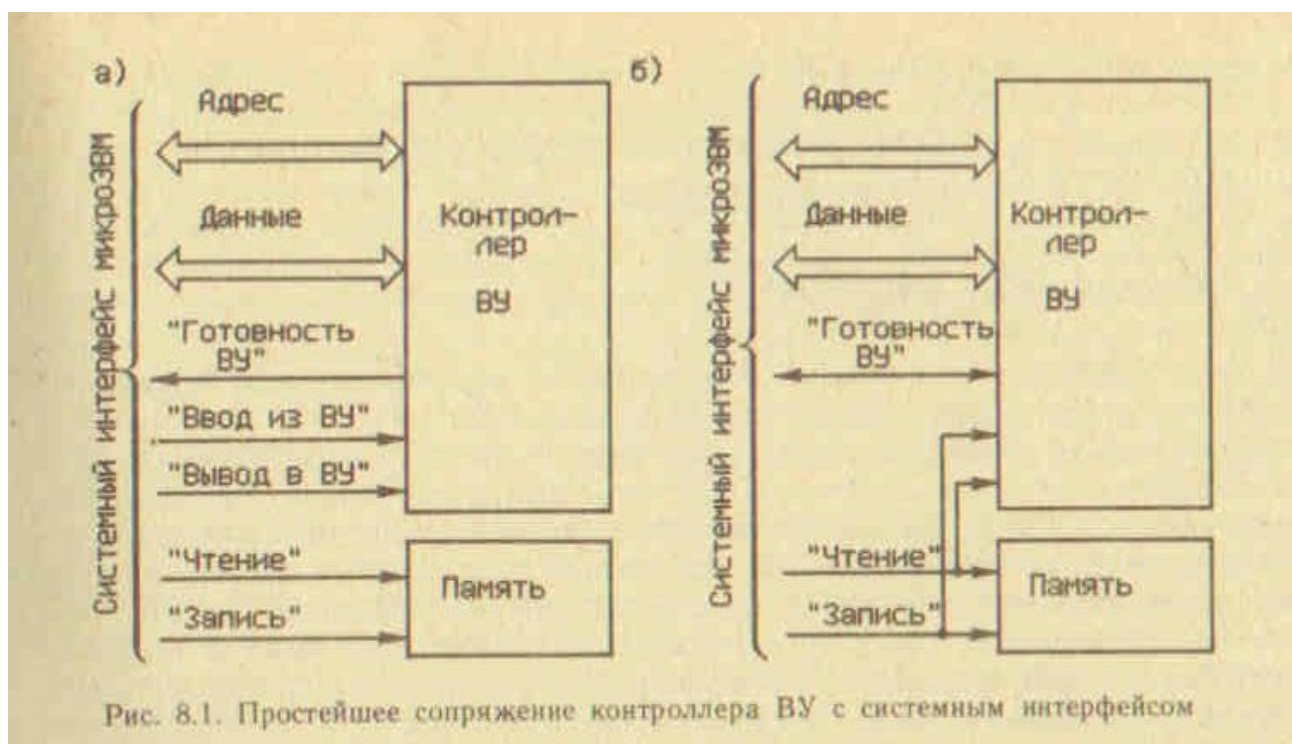 а)
Системный интерфейс микроЭВМ
Адрес
Данные
"Готовность
ВУ"
"Ввод из ВУ"
"Вывод в ВУ"
"Чтение"
"Запись"
Контрол-
лер
ВУ
Память
б)
Системный интерфейс микроЭВМ
Адрес
Данные
"Готовность
ВУ"
"Чтение"
"Запись"
Контрол-
лер
ВУ
Память
Рис. 8.1. Простейшее сопряжение контроллера ВУ с системным интерфейсом